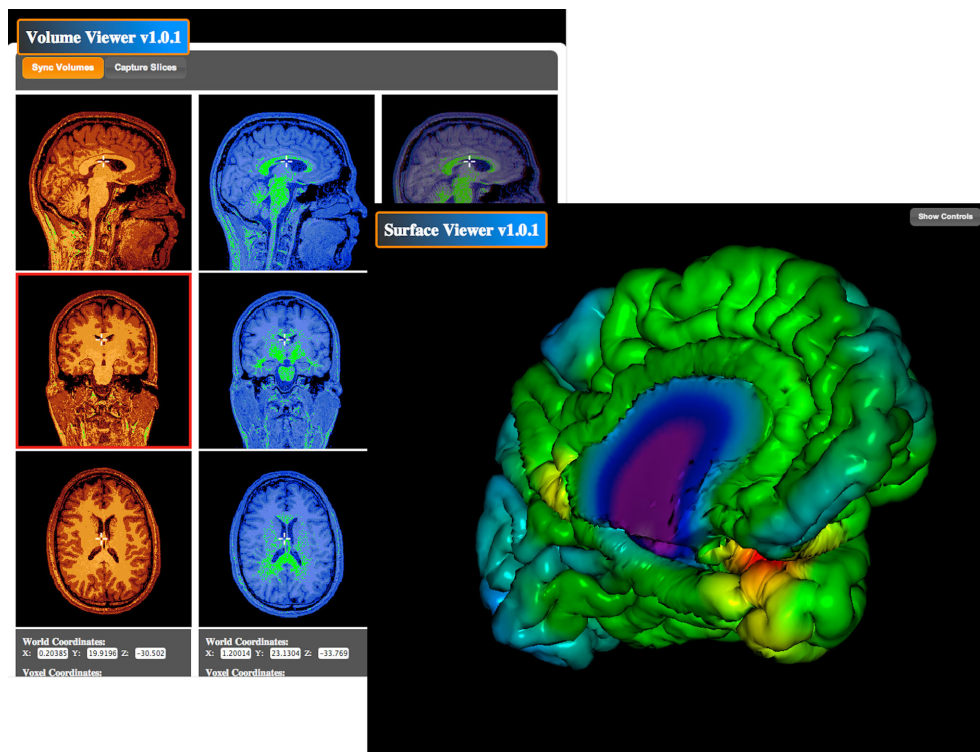 Volume Viewer v1.0.1
Sync Volumes Capture Slices
Surface Viewer v1.0.1
Show Controls
World Coordinates:
X: 0.20385 Y: 19.9196 Z: -30.502
Voxel Coordinates:
World Coordinates:
X: 1.20014 Y: 23.1304 Z: -33.769
Voxel Coordinates: